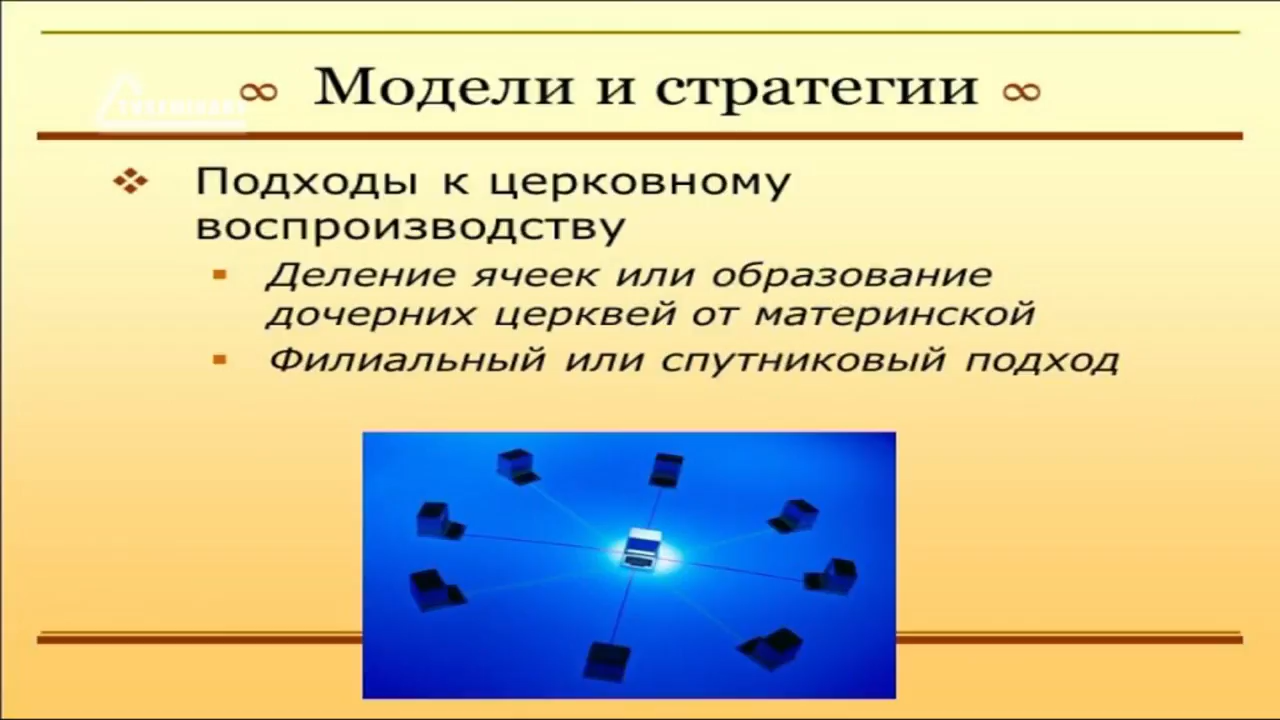 ∞ Модели и стратегии ∞
Подходы к церковному
воспроизводству
Деление ячеек или образование
дочерних церквей от материнской
Филиальный или спутниковый подход